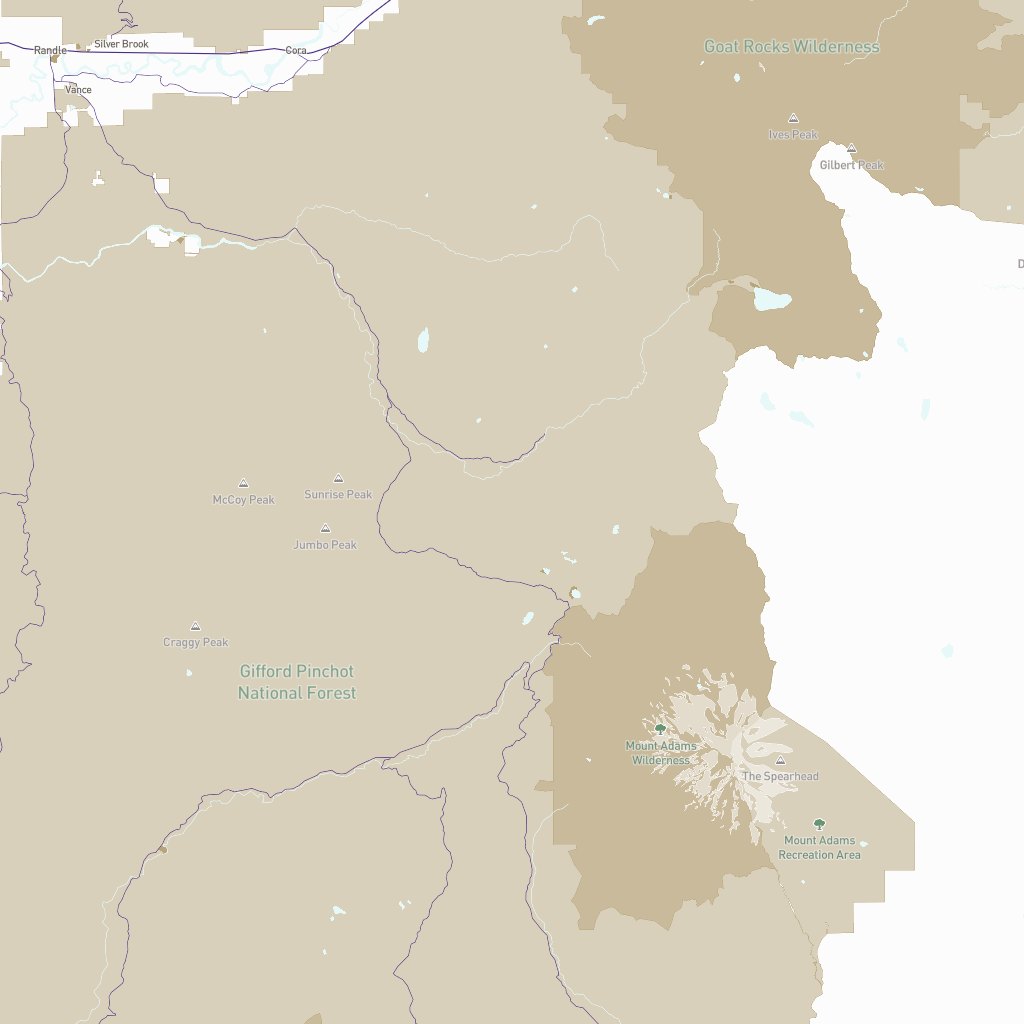 Silver Brook
Randle
Cora
Vance
Goat Rocks Wilderness
Ives Peak
Gilbert Peak
D
McCoy Peak
Sunrise Peak
Jumbo Peak
Craggy Peak
Gifford Pinchot
National Forest
Mount Adams
Wilderness
The Spearhead
Mount Adams
Recreation Area